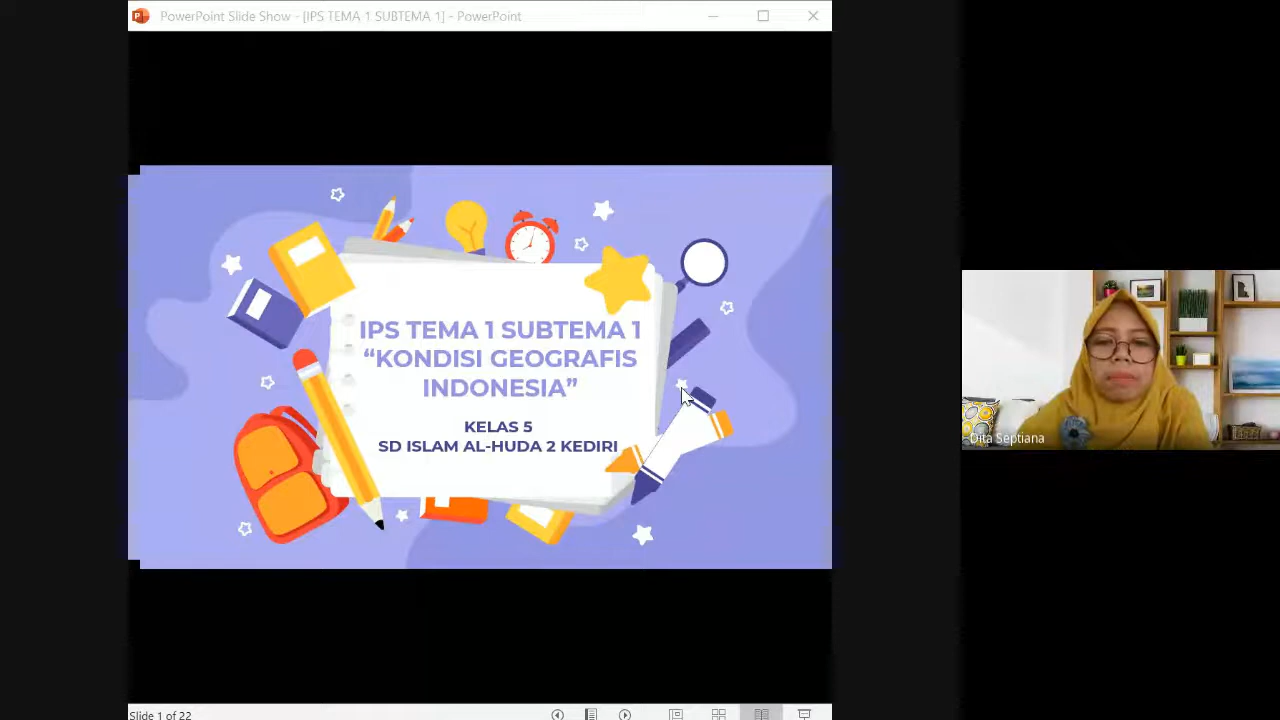 PowerPoint Slide Show - [IPS TEMA 1 SUBTEMA 1] - PowerPoint
IPS TEMA 1 SUBTEMA 1
“KONDISI GEOGRAFIS
INDONESIA”
KELAS 5
SD ISLAM AL-HUDA 2 KEDIRI
Dita Septiana
Slide 1 of 22